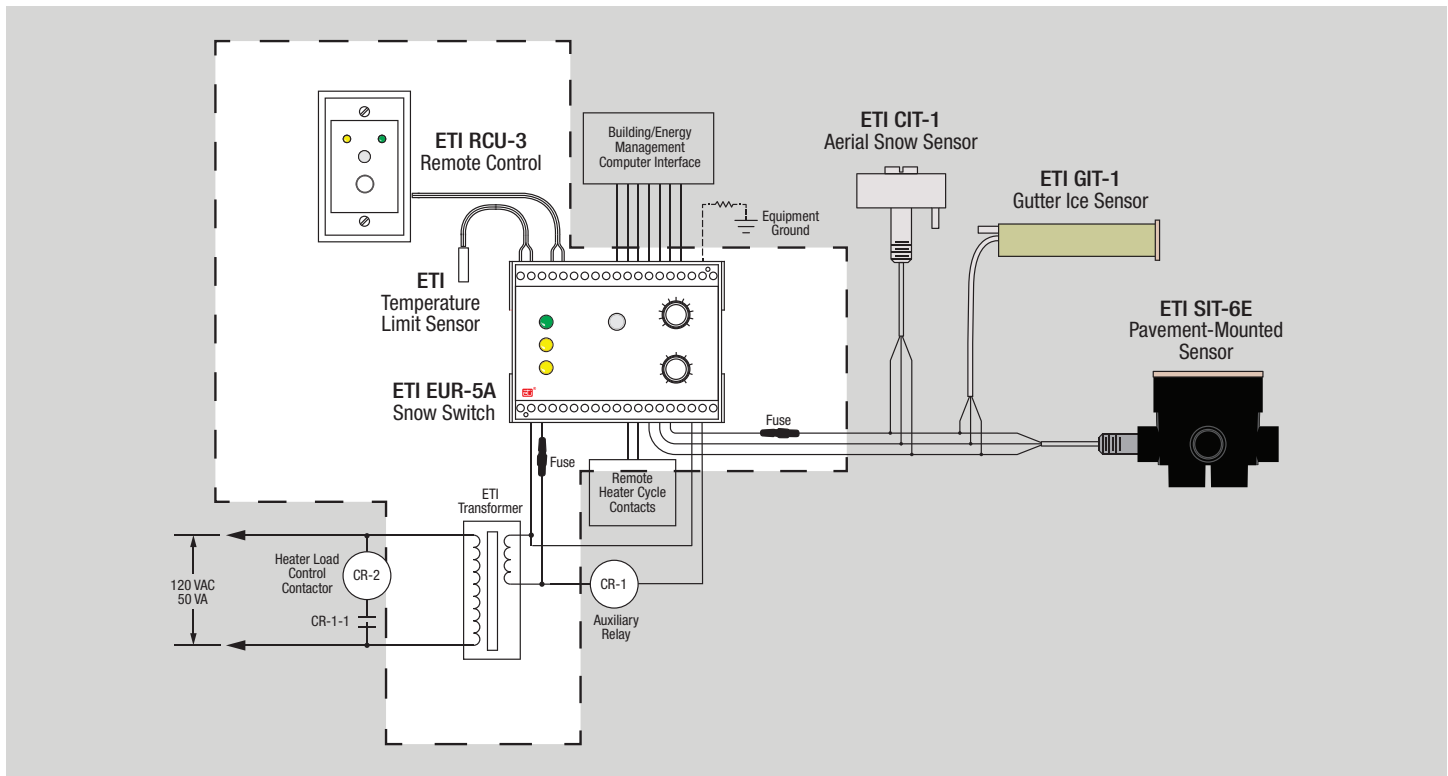 ETI RCU-3
Remote Control
Building/Energy
Management
Computer Interface
ETI CIT-1
Aerial Snow Sensor
ETI GIT-1
Gutter Ice Sensor
Equipment
Ground
ETI
Temperature
Limit Sensor
ETI SIT-6E
Pavement-Mounted
Sensor
ETI EUR-5A
Snow Switch
ETI
Fuse
Fuse
Remote
Heater Cycle
Contacts
ETI
Transformer
120 VAC
50 VA
Heater Load
Control
Contactor
CR-2
CR-1-1
CR-1
Auxiliary
Relay